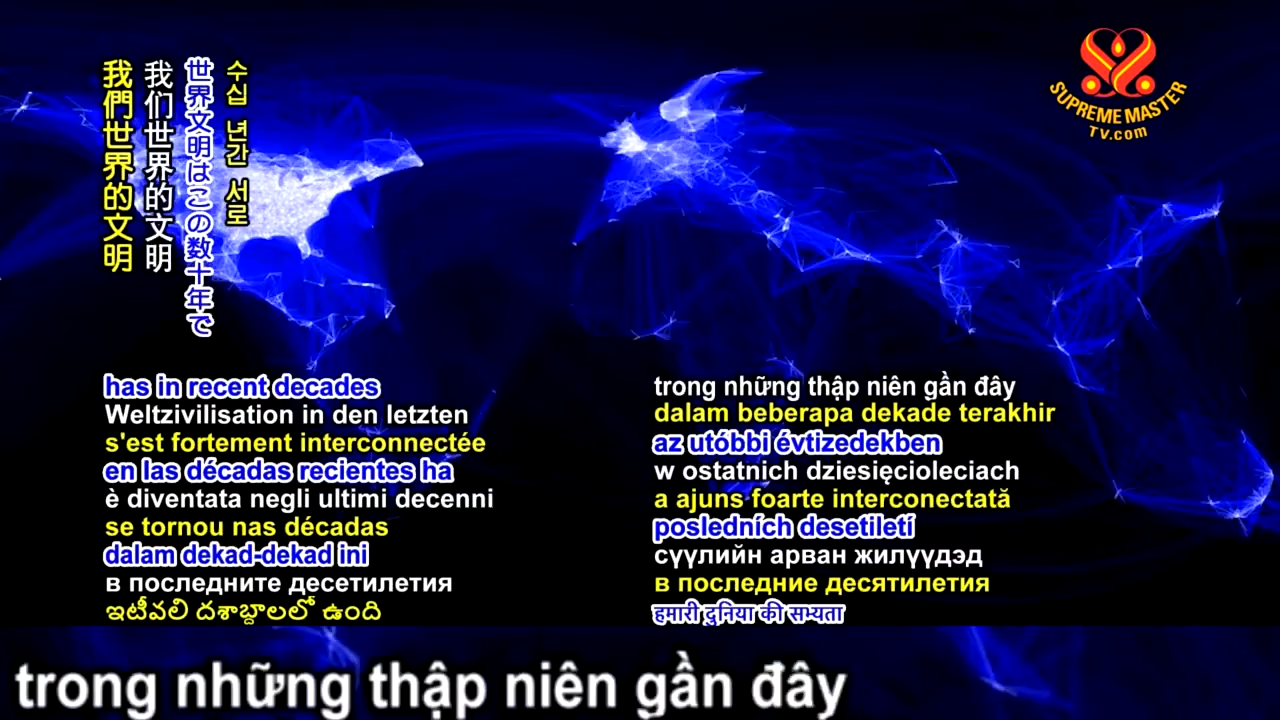 我們世界的文明
我们世界的文明
世界文明はこの数十年で
수십 년간 서로
SUPREME MASTER
TV.com
has in recent decades
Weltzivilisation in den letzten
s'est fortement interconnectée
en las décadas recientes ha
è diventata negli ultimi decenni
se tornou nas décadas
dalam dekad-dekad ini
в последните десетилетия
ఇటీవలి దశాబ్దాలలో ఉంది
trong những thập niên gần đây
dalam beberapa dekade terakhir
az utóbbi évtizedekben
w ostatnich dziesięcioleciach
a ajuns foarte interconectată
posledních desetiletí
сүүлийн арван жилүүдэд
в последние десятилетия
हमारी दुनिया की सभ्यता
trong những thập niên gần đây